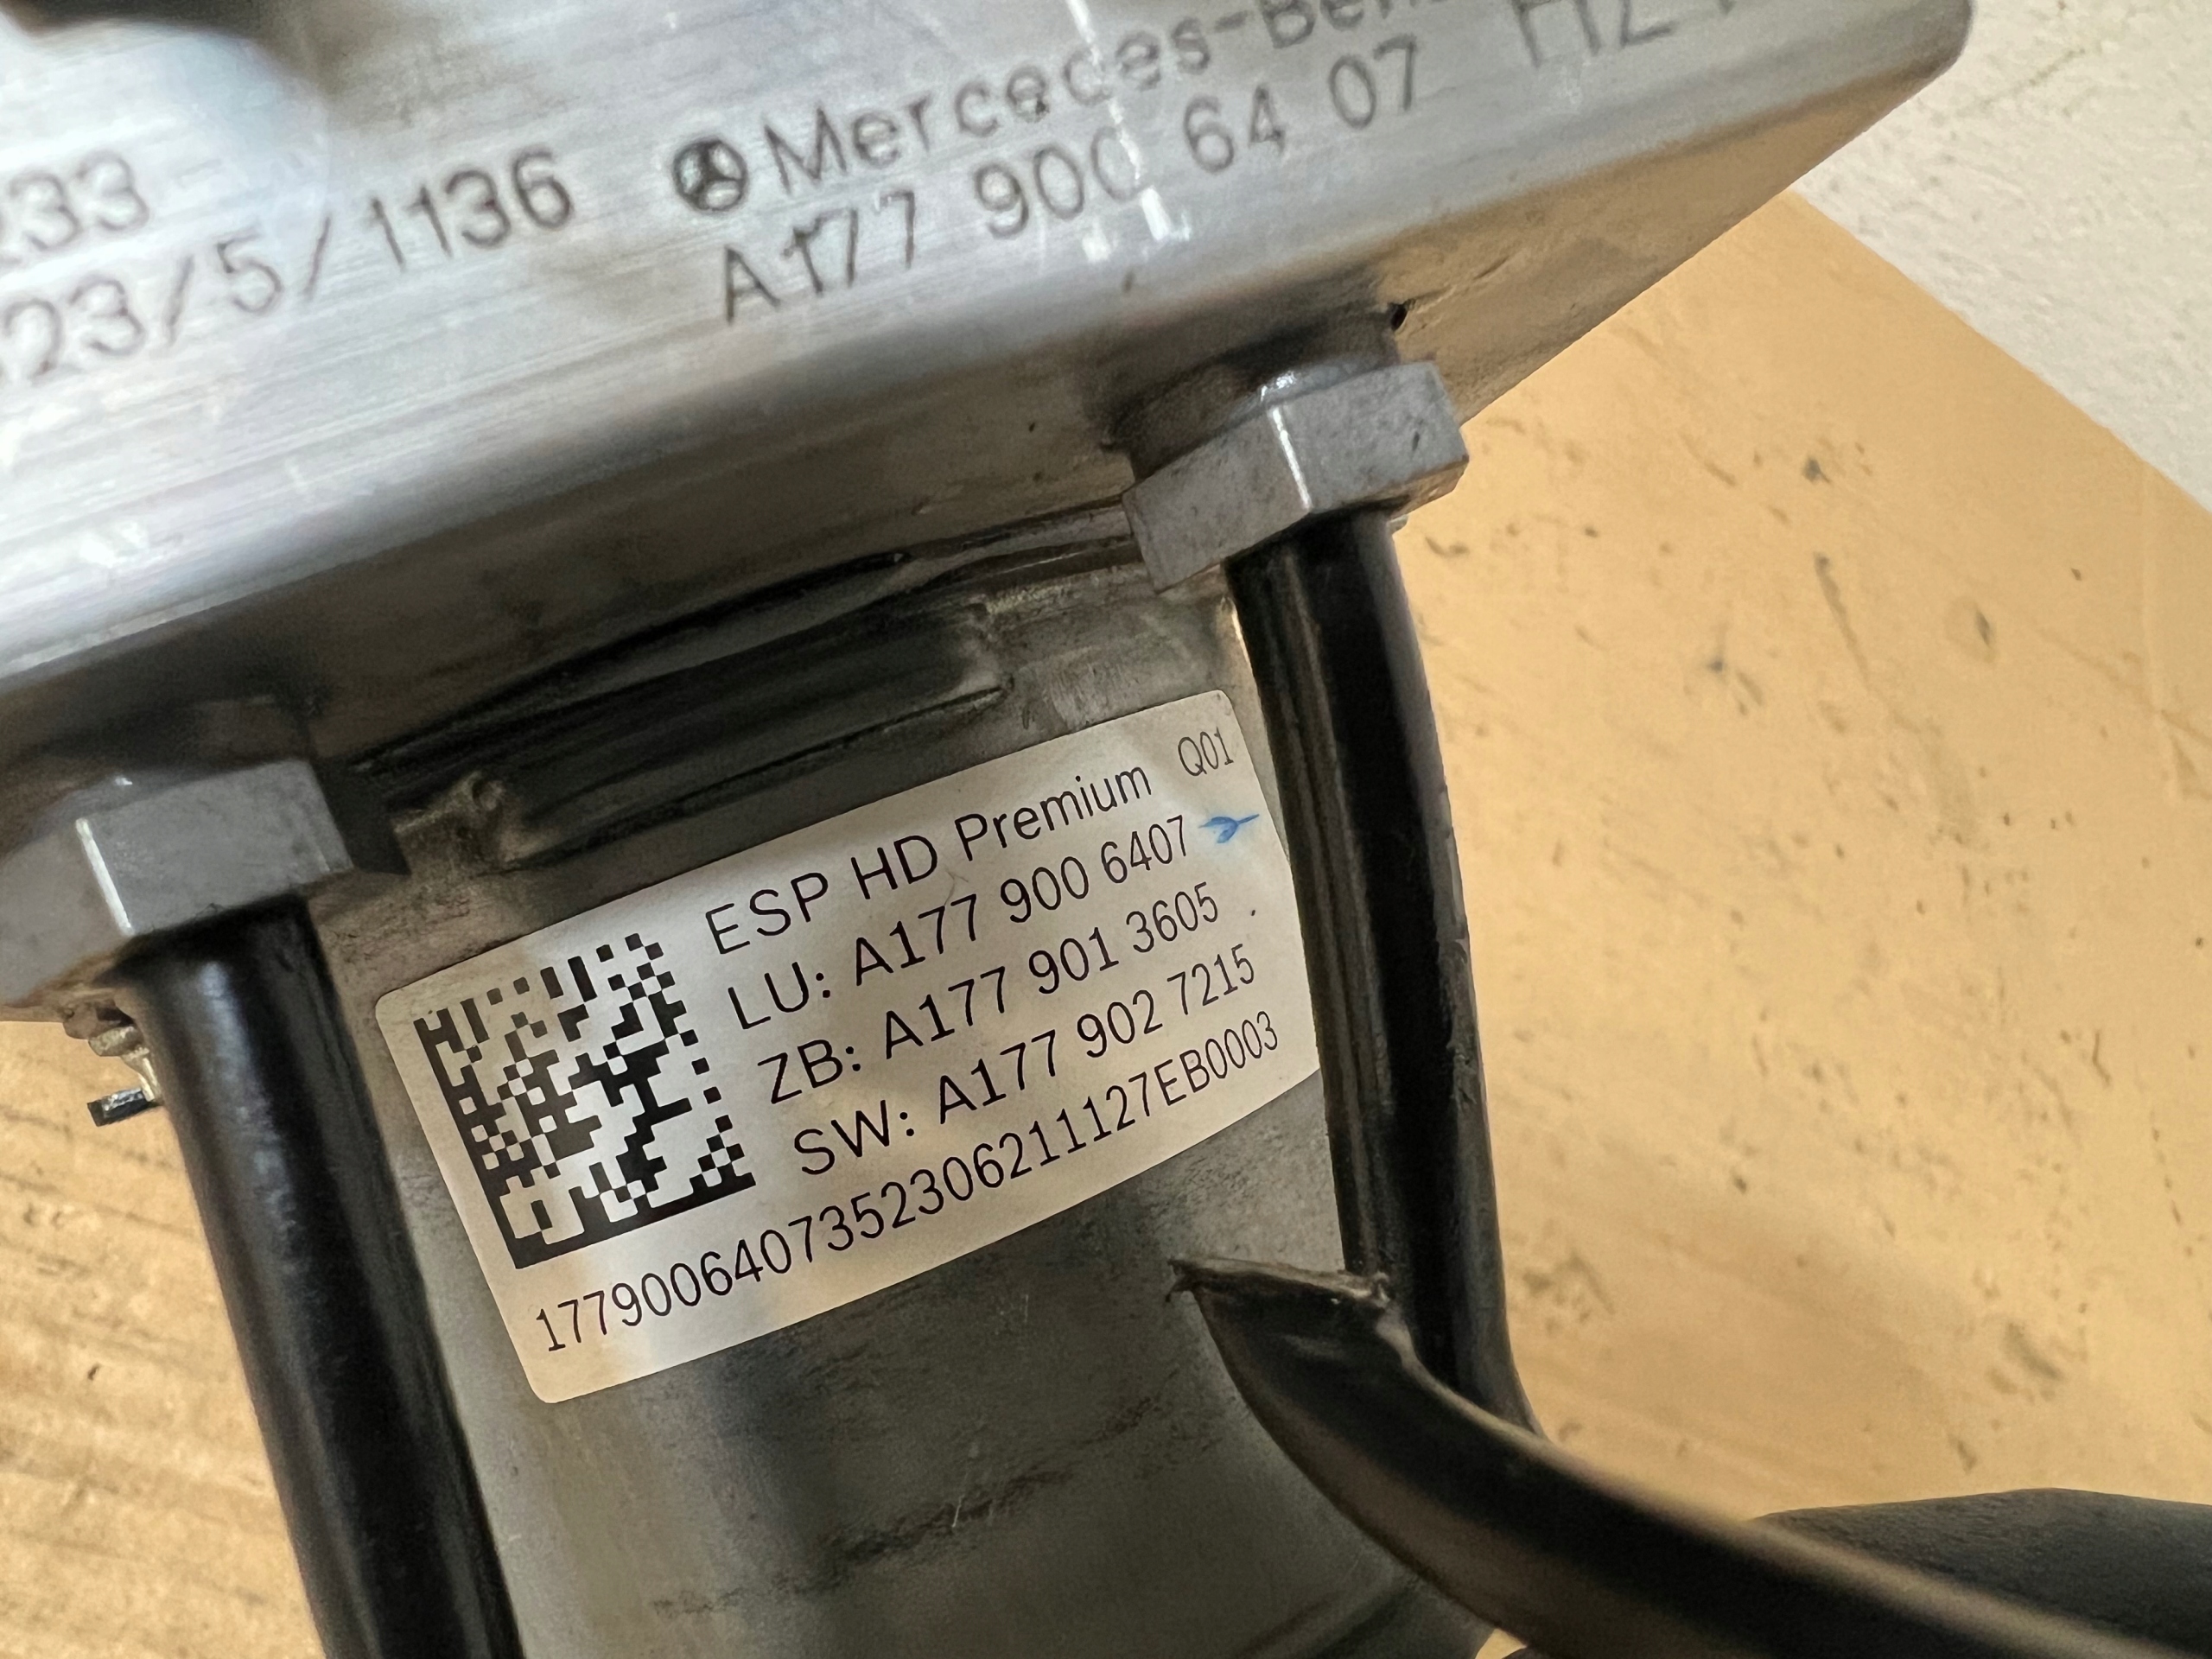 233
23/5/1136
Mercedes-Benz
A177 900 64 07
ESP HD Premium Q01
LU: A177 900 6407
ZB: A177 901 3605
SW: A177 902 7215
1779006407352306211127EB0003